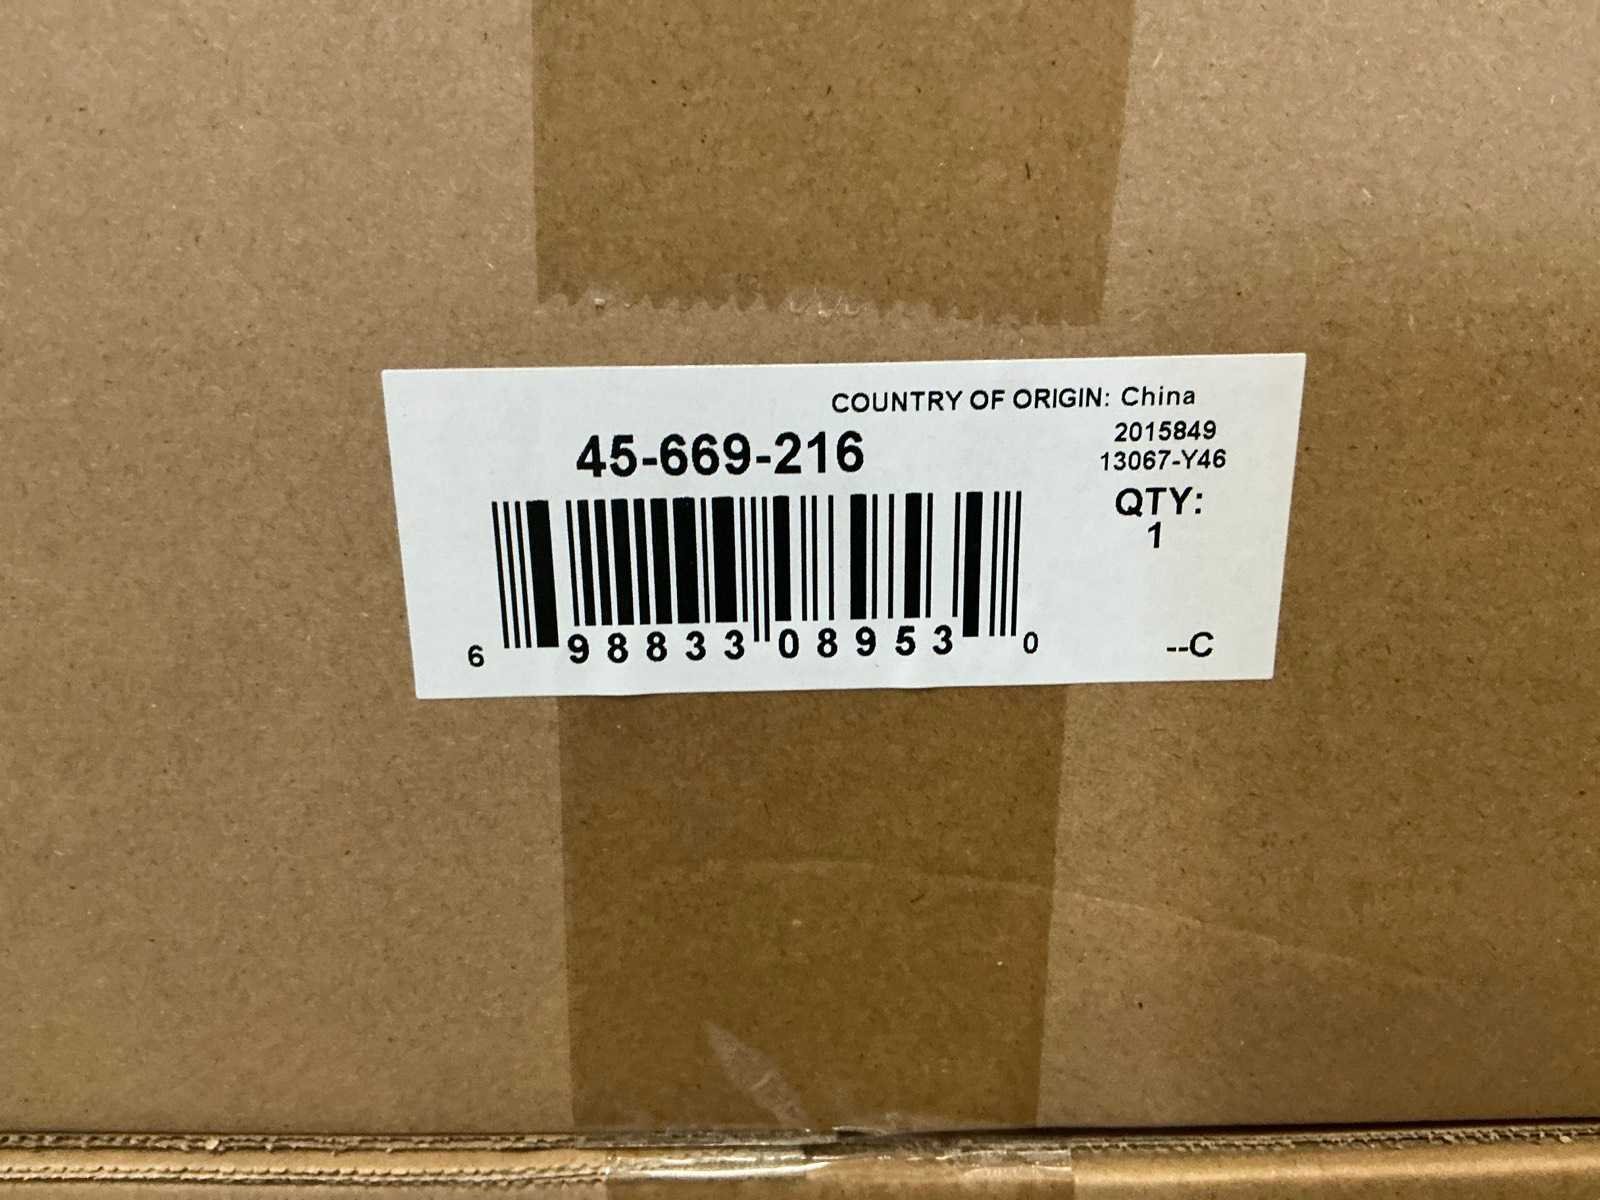 COUNTRY OF ORIGIN: China
45-669-216
2015849
13067-Y46
QTY:
1
6 98833 08953 0
--C